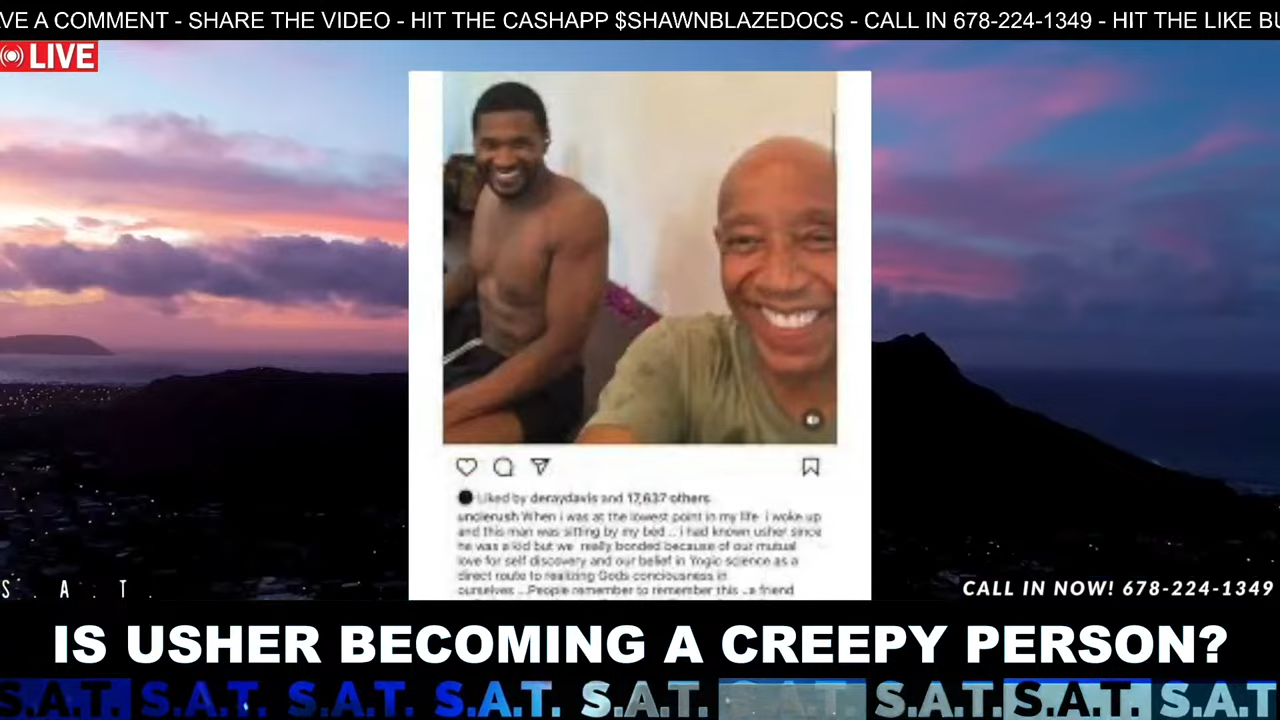 VE A COMMENT - SHARE THE VIDEO - HIT THE CASHAPP $SHAWNBLAZEDOCS - CALL IN 678-224-1349 - HIT THE LIKE BU
LIVE
Liked by deraydavis and 17,637 others
unclerush When i was at the lowest point in my life i woke up
and this man was sitting by my bed .. i had known usher since
he was a kid but we really bonded because of our mutual
love for self discovery and our belief in Yogic science as a
direct route to realizing Gods conciousness in
ourselves ...People remember to remember this ..a friend
S.A.T.
CALL IN NOW! 678-224-1349
IS USHER BECOMING A CREEPY PERSON?
S.A.T. S.A.T. S.A.T. S.A.T. S.A.T. S.A.T. S.A.T. S.A.T. S.A.T